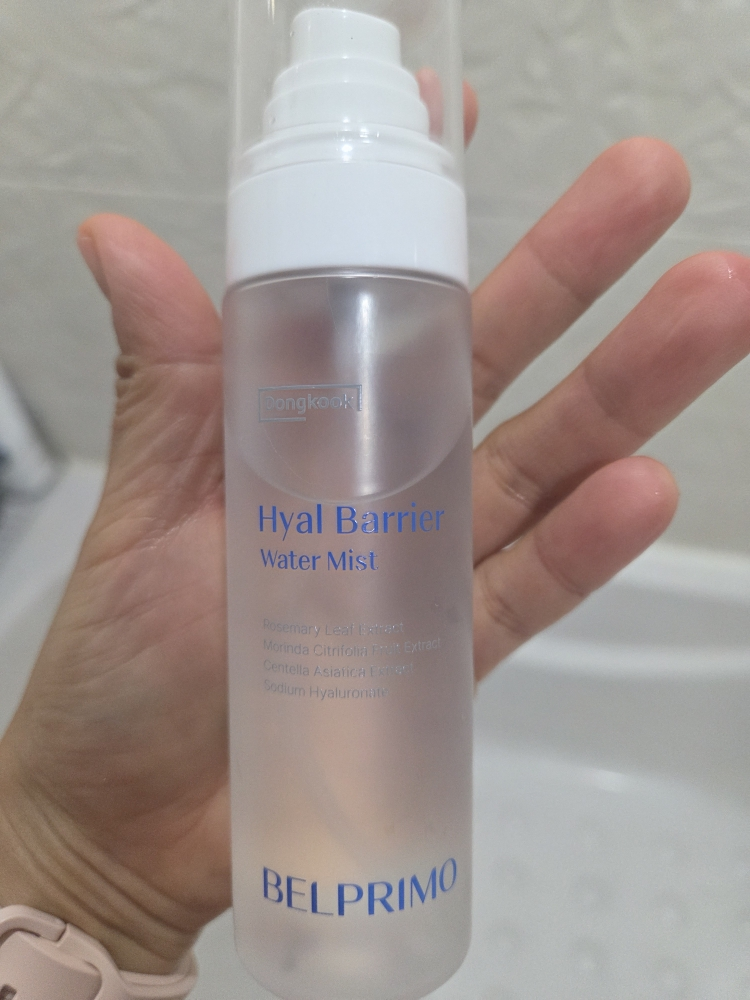 Dongkook
Hyal Barrier
Water Mist
Rosemary Leaf Extract
Morinda Citrifolia Fruit Extract
Centella Asiatica Extract
Sodium Hyaluronate
BELPRIMO